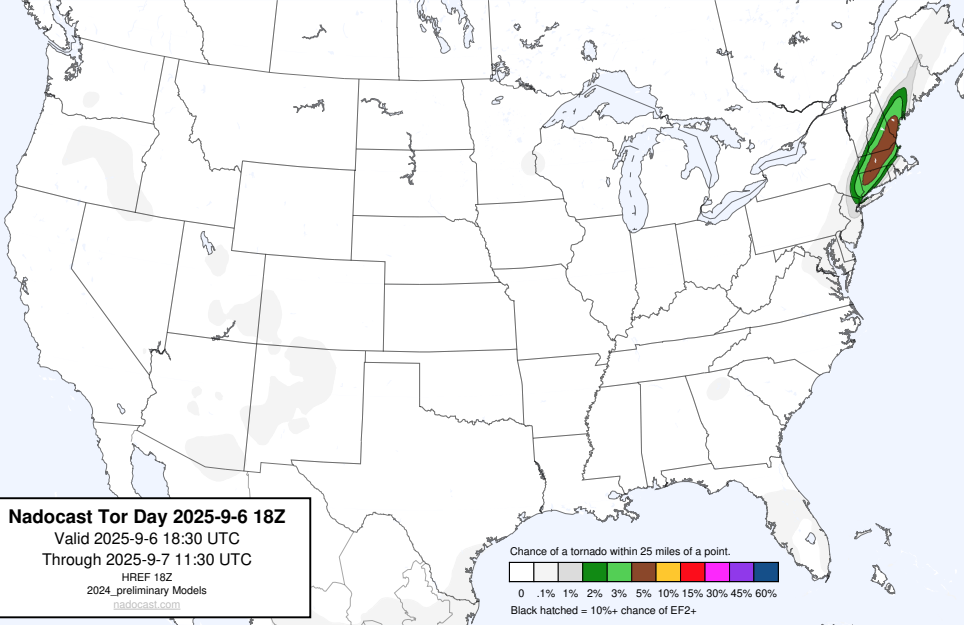 Nadocast Tor Day 2025-9-6 18Z
Valid 2025-9-6 18:30 UTC
Through 2025-9-7 11:30 UTC
HREF 18Z
2024_preliminary Models
nadocast.com
Chance of a tornado within 25 miles of a point.
0 .1% 1% 2% 3% 5% 10% 15% 30% 45% 60%
Black hatched = 10%+ chance of EF2+